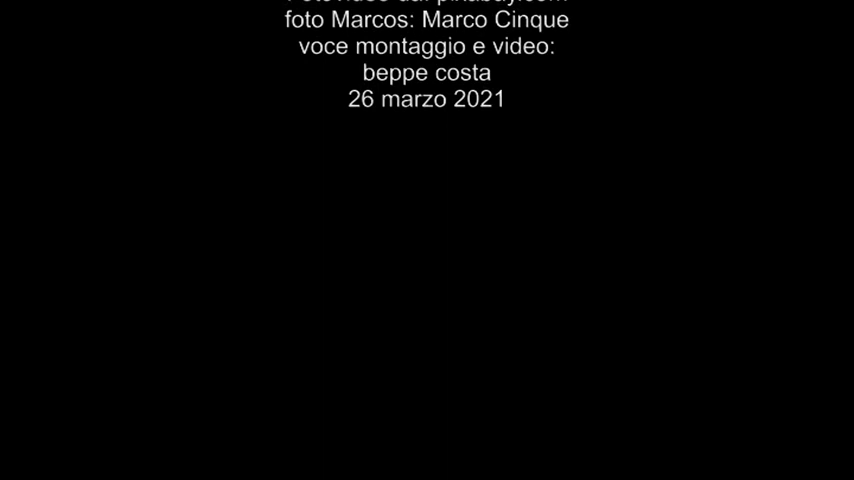 foto Marcos: Marco Cinque
voce montaggio e video:
beppe costa
26 marzo 2021